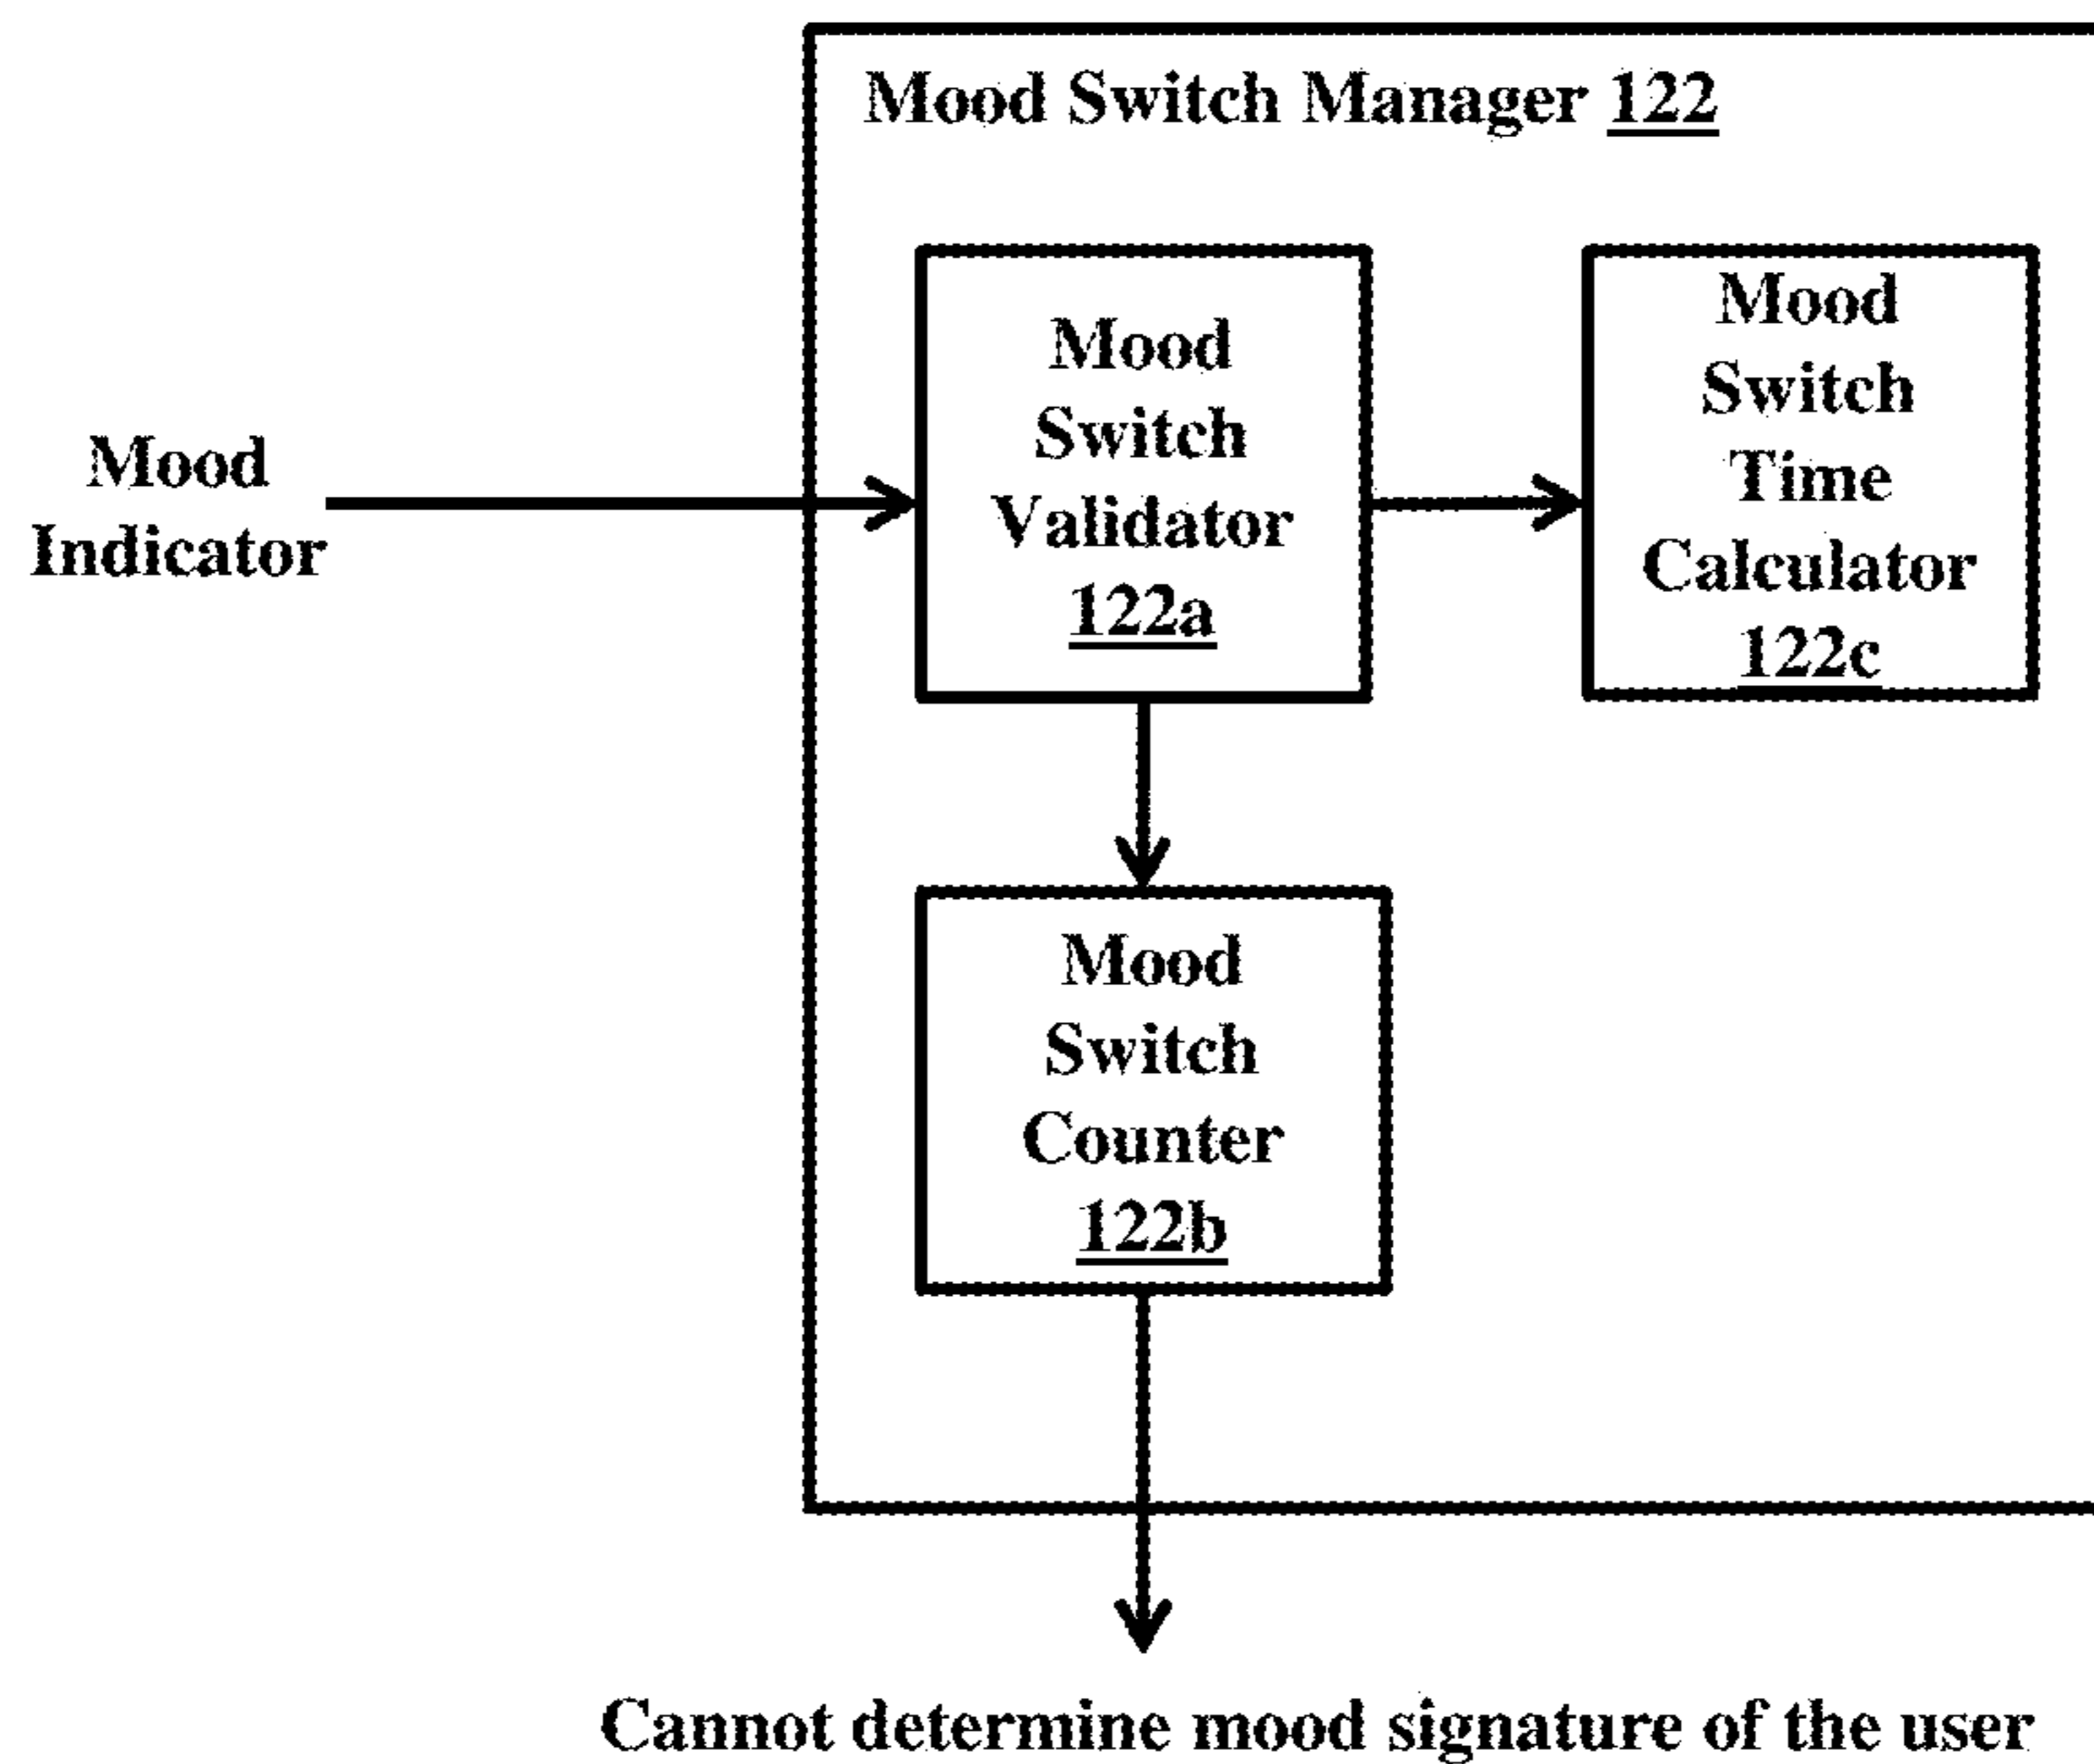 Mood Switch Manager 122
Mood
Indicator
Mood
Switch
Validator
122a
Mood
Switch
Time
Calculator
122c
Mood
Switch
Counter
122b
Cannot determine mood signature of the user